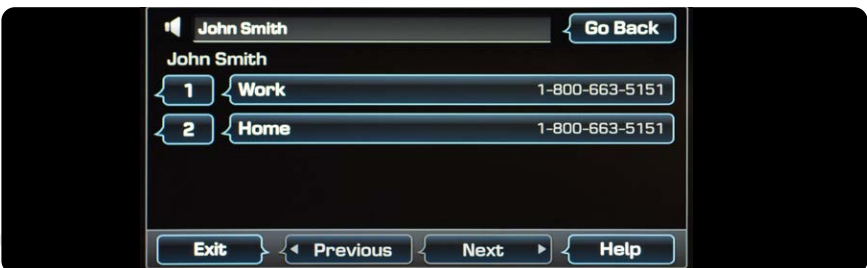 John Smith
Go Back
John Smith
1 Work 1-800-663-5151
2 Home 1-800-663-5151
Exit Previous Next Help